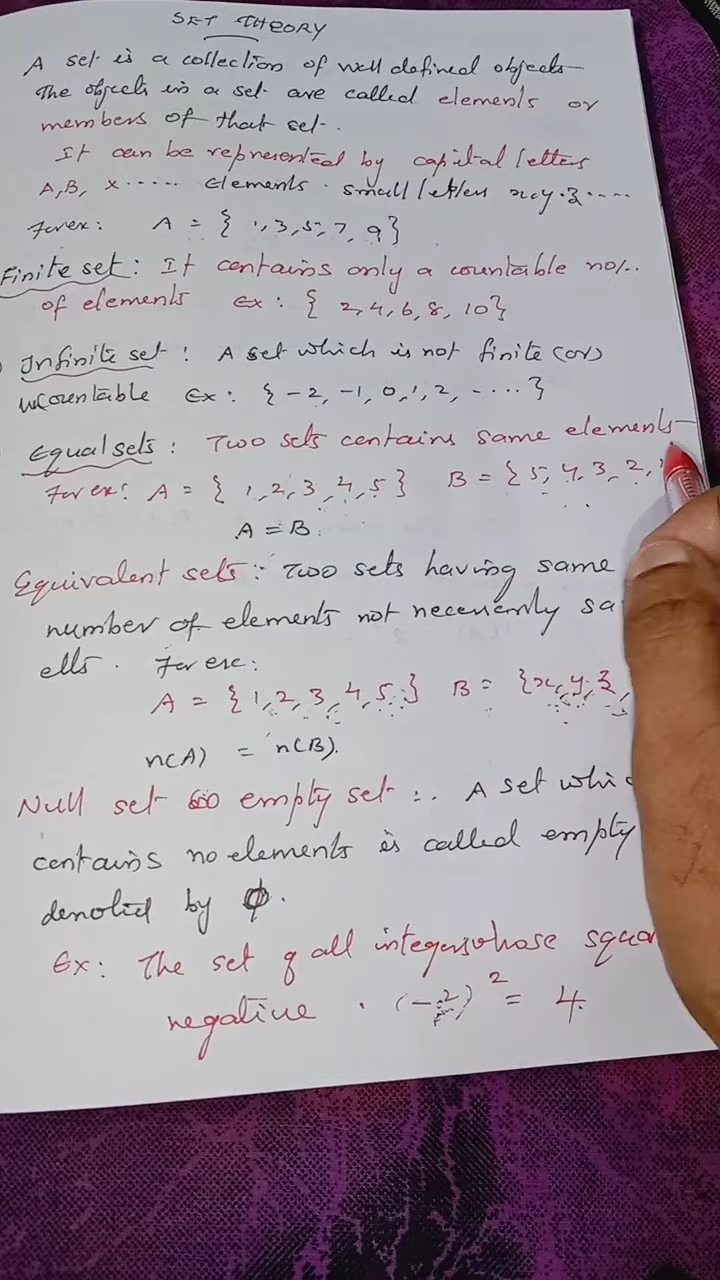 SET THEORY
A set is a collection of well defined objects
The objects in a set are called elements or
members of that set.
It can be represented by capital letters
A, B, X ..... Elements. small letters x, y, z ....
For ex: A = { 1, 3, 5, 7, 9}
Finite set: It contains only a countable no/..
of elements Ex: { 2, 4, 6, 8, 10}
Infinite set: A set which is not finite (or)
uncountable Ex: { -2, -1, 0, 1, 2, ..... }
Equal sets: Two sets contains same elements
For ex: A = { 1, 2, 3, 4, 5 } B = { 5, 4, 3, 2,
A = B.
Equivalent sets: Two sets having same
number of elements not necessarily sa
ells. For ex:
A = { 1, 2, 3, 4, 5 } B = { x, y, z,
n(A) = n(B).
Null set empty set :. A set whic
contains no elements is called empty
denoted by ϕ.
Ex: The set of all integers whose squar
negative . (-2)² = 4.